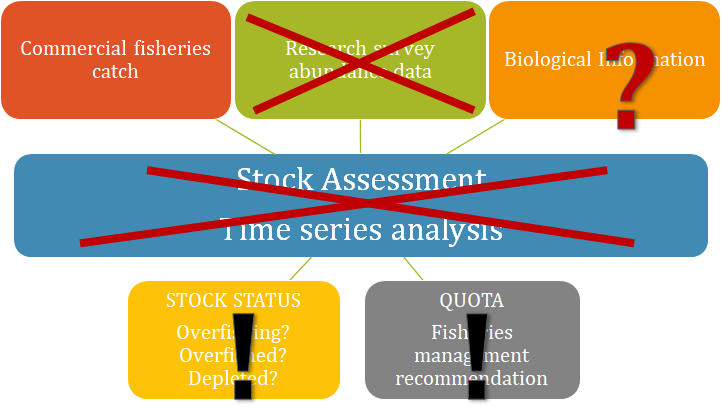 Commercial fisheries
catch
Research survey
abundance data
Biological Information
?
Stock Assessment
Time series analysis
STOCK STATUS
Overfishing?
Overfished?
Depleted?
!
QUOTA
Fisheries
management
recommendation
!